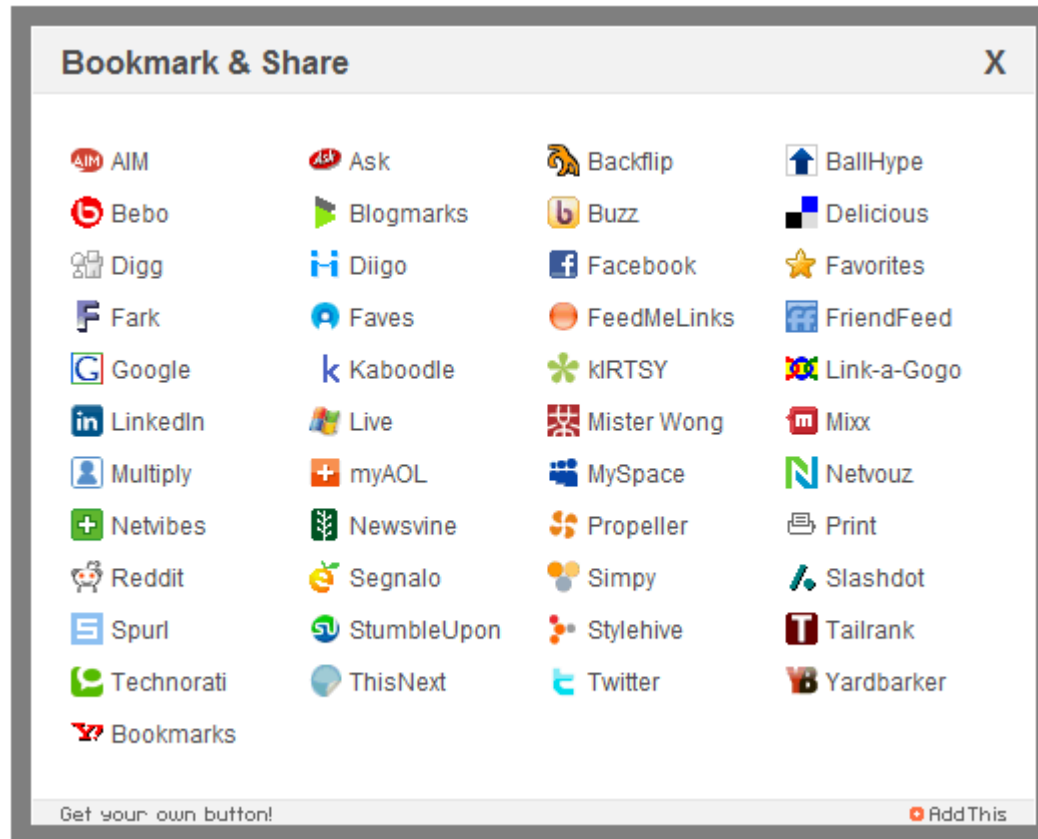 Bookmark & Share X
AIM Ask Backflip BallHype
Bebo Blogmarks Buzz Delicious
Digg Diigo Facebook Favorites
Fark Faves FeedMeLinks FriendFeed
Google Kaboodle kIRTSY Link-a-Gogo
LinkedIn Live Mister Wong Mixx
Multiply myAOL MySpace Netvouz
Netvibes Newsvine Propeller Print
Reddit Segnalo Simpy Slashdot
Spurl StumbleUpon Stylehive Tailrank
Technorati ThisNext Twitter Yardbarker
Bookmarks
Get your own button! AddThis